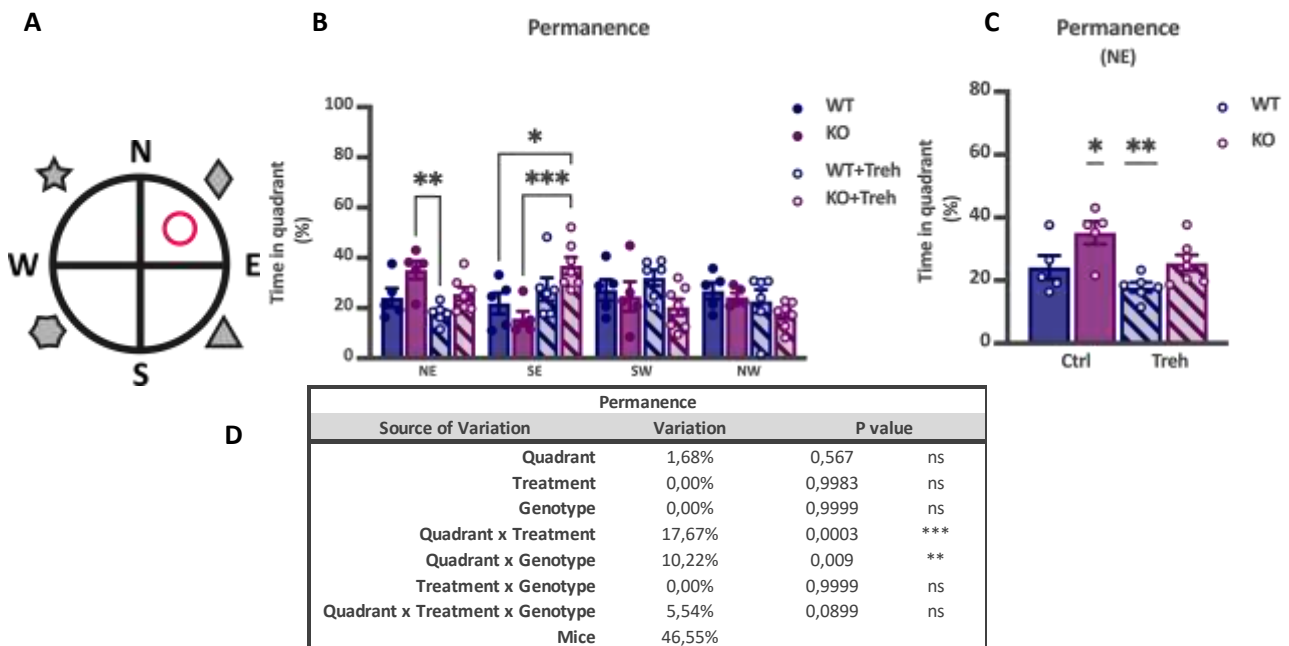 A
N
W
E
S
B
Permanence
Time in quadrant
(%)
100
80
60
40
20
0
*
**
***
NE
SE
SW
NW
WT
KO
WT+Treh
KO+Treh
C
Permanence
(NE)
Time in quadrant
(%)
80
60
40
20
0
*
**
Ctrl
Treh
WT
KO
D
Permanence
Source of Variation Variation P value
Quadrant 1,68% 0,567 ns
Treatment 0,00% 0,9983 ns
Genotype 0,00% 0,9999 ns
Quadrant x Treatment 17,67% 0,0003 ***
Quadrant x Genotype 10,22% 0,009 **
Treatment x Genotype 0,00% 0,9999 ns
Quadrant x Treatment x Genotype 5,54% 0,0899 ns
Mice 46,55%